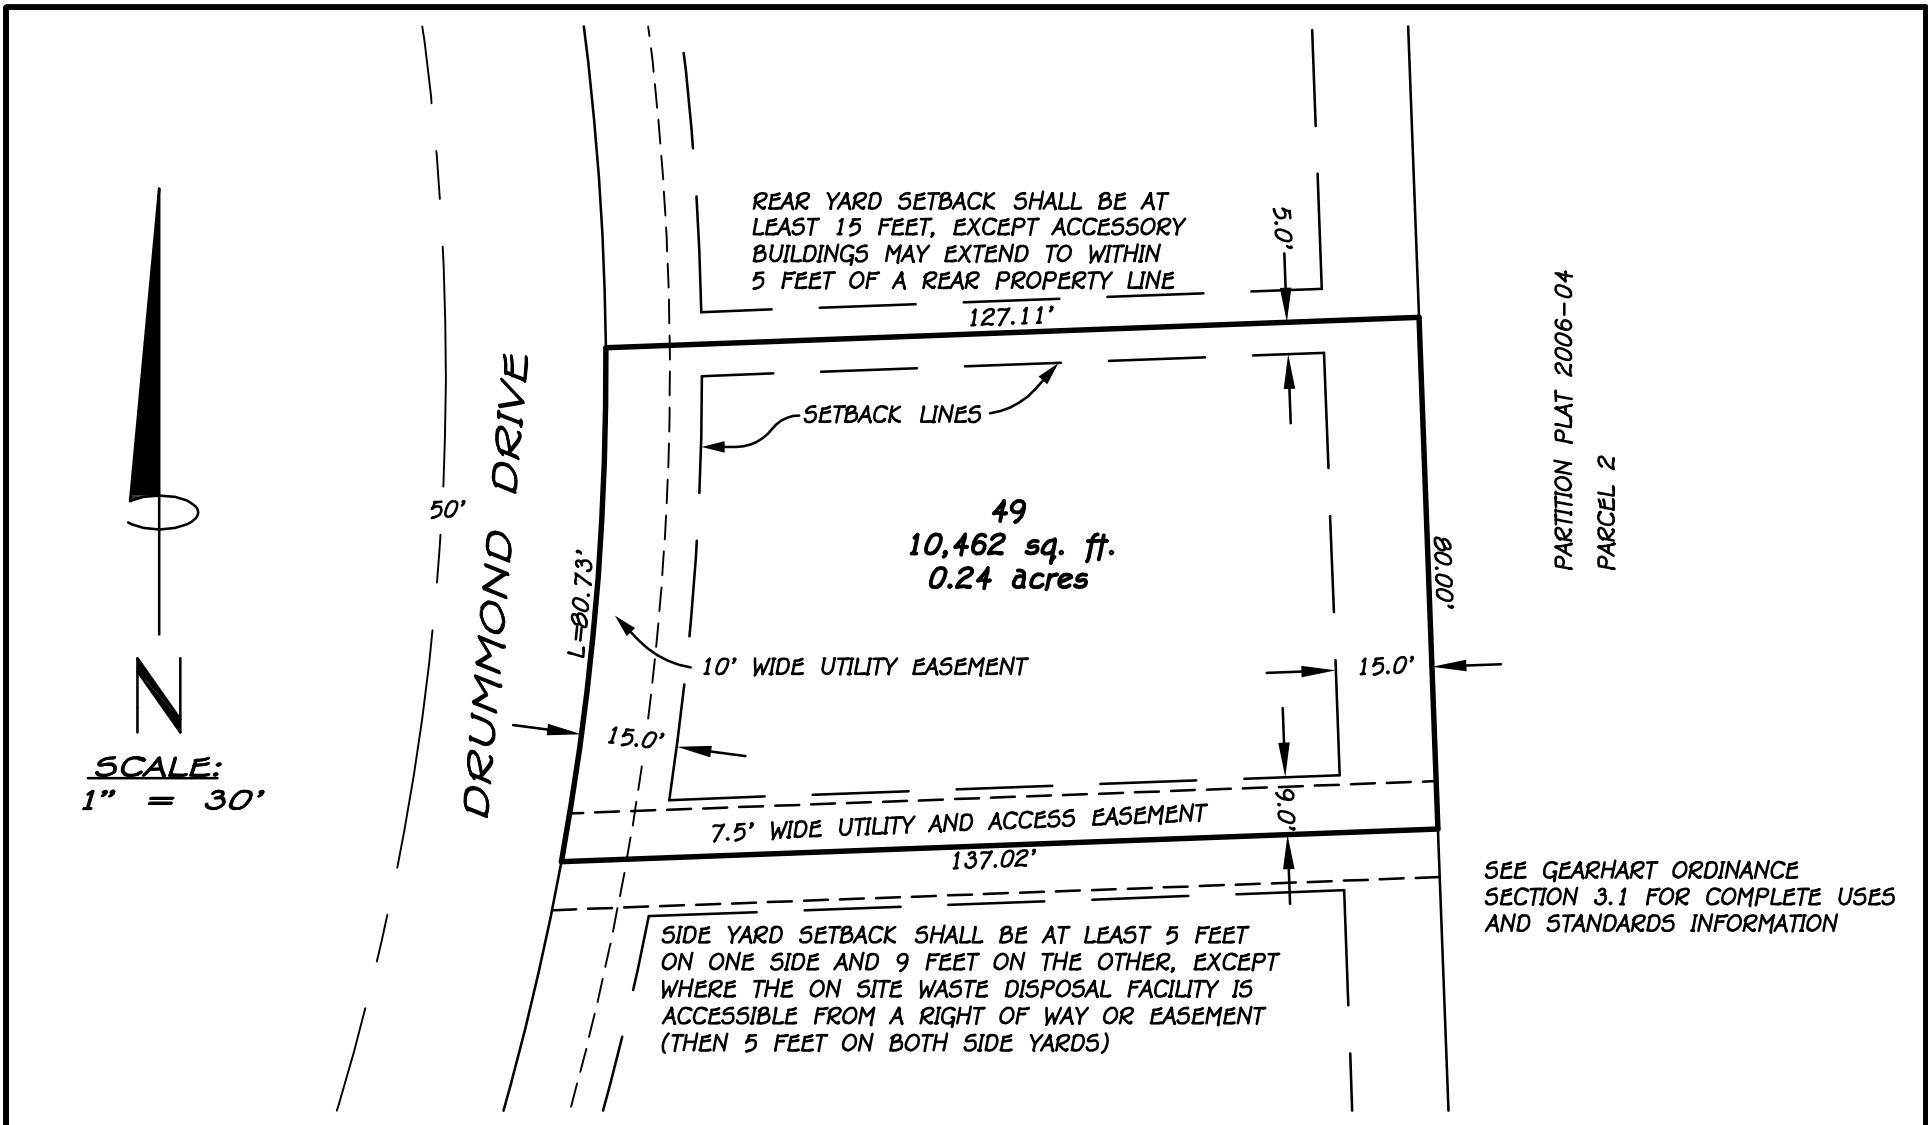 REAR YARD SETBACK SHALL BE AT
LEAST 15 FEET, EXCEPT ACCESSORY
BUILDINGS MAY EXTEND TO WITHIN
5 FEET OF A REAR PROPERTY LINE
5.0'
127.11'
SETBACK LINES
DRUMMOND DRIVE
50'
L=80.73'
49
10,462 sq. ft.
0.24 acres
80.00'
PARTITION PLAT 2006-04
PARCEL 2
10' WIDE UTILITY EASEMENT
15.0'
15.0'
N
SCALE:
1" = 30'
7.5' WIDE UTILITY AND ACCESS EASEMENT
9.0'
137.02'
SEE GEARHART ORDINANCE
SECTION 3.1 FOR COMPLETE USES
AND STANDARDS INFORMATION
SIDE YARD SETBACK SHALL BE AT LEAST 5 FEET
ON ONE SIDE AND 9 FEET ON THE OTHER, EXCEPT
WHERE THE ON SITE WASTE DISPOSAL FACILITY IS
ACCESSIBLE FROM A RIGHT OF WAY OR EASEMENT
(THEN 5 FEET ON BOTH SIDE YARDS)